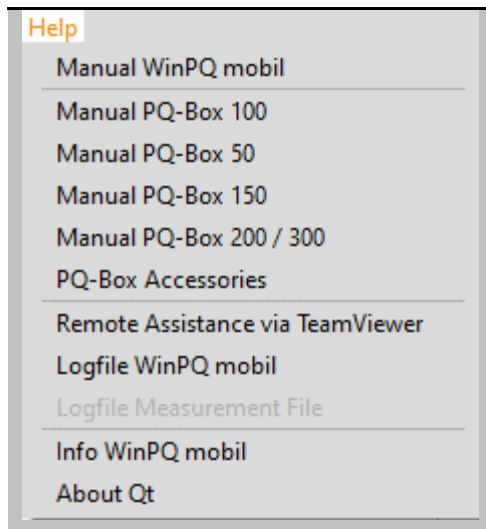 Help
Manual WinPQ mobil
Manual PQ-Box 100
Manual PQ-Box 50
Manual PQ-Box 150
Manual PQ-Box 200 / 300
PQ-Box Accessories
Remote Assistance via TeamViewer
Logfile WinPQ mobil
Logfile Measurement File
Info WinPQ mobil
About Qt